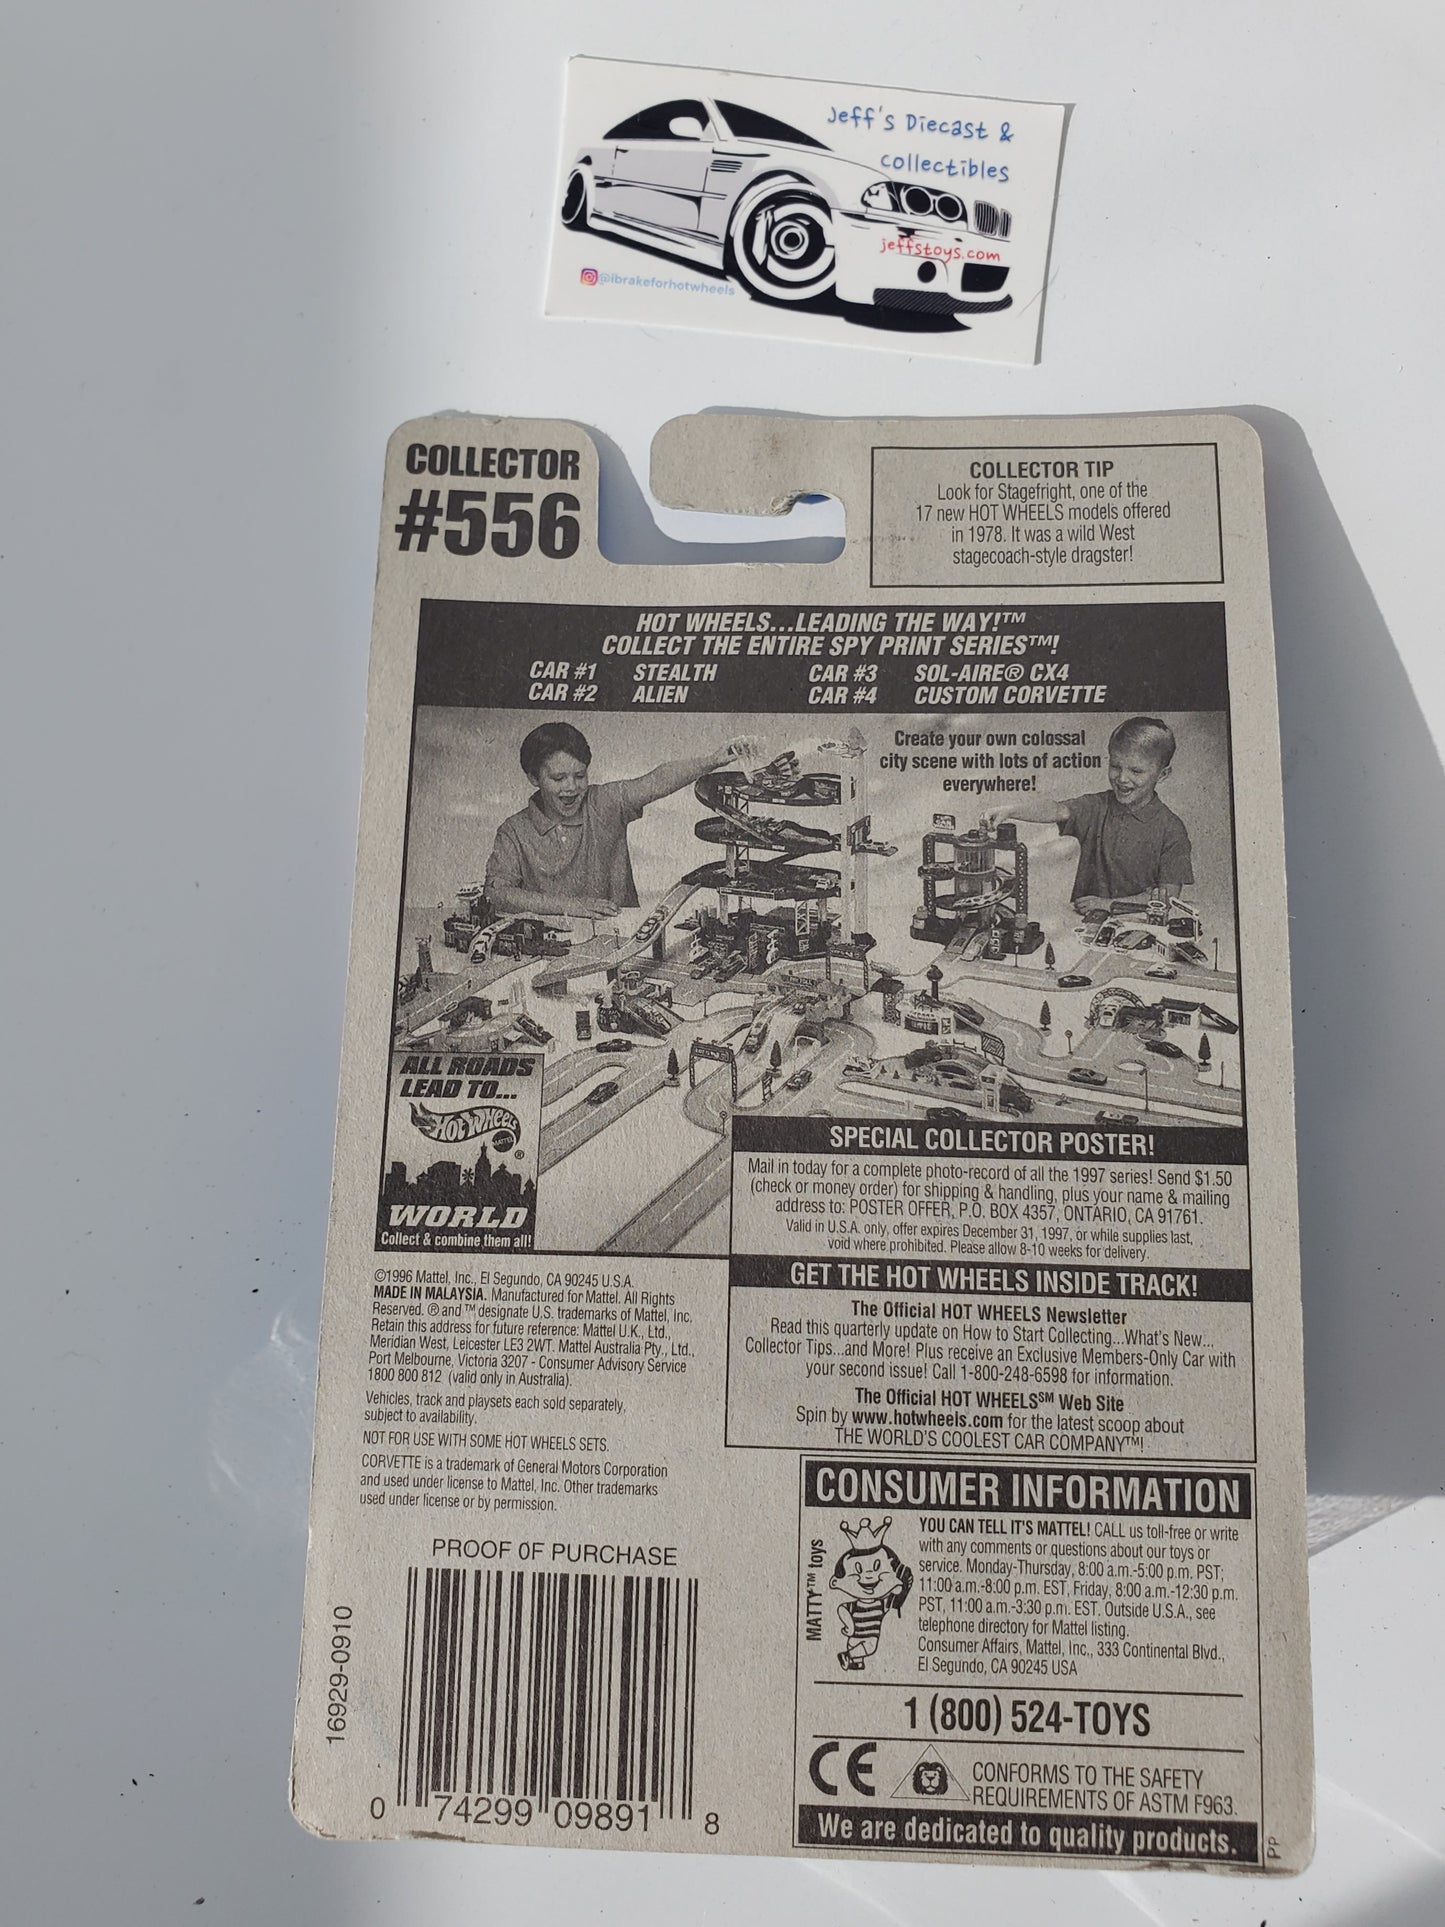 Jeff's Diecast &
collectibles
jeffstoys.com
@ibrakeforhotwheels
COLLECTOR
#556
COLLECTOR TIP
Look for Stagefright, one of the
17 new HOT WHEELS models offered
in 1978. It was a wild West
stagecoach-style dragster!
HOT WHEELS...LEADING THE WAY!™
COLLECT THE ENTIRE SPY PRINT SERIES™!
CAR #1 STEALTH CAR #3 SOL-AIRE® CX4
CAR #2 ALIEN CAR #4 CUSTOM CORVETTE
Create your own colossal
city scene with lots of action
everywhere!
ALL ROADS
LEAD TO...
HOT WHEELS
MATTEL
®
WORLD
Collect & combine them all!
SPECIAL COLLECTOR POSTER!
Mail in today for a complete photo-record of all the 1997 series! Send $1.50
(check or money order) for shipping & handling, plus your name & mailing
address to: POSTER OFFER, P.O. BOX 4357, ONTARIO, CA 91761.
Valid in U.S.A. only, offer expires December 31, 1997, or while supplies last,
void where prohibited. Please allow 8-10 weeks for delivery.
GET THE HOT WHEELS INSIDE TRACK!
The Official HOT WHEELS Newsletter
Read this quarterly update on How to Start Collecting...What's New...
Collector Tips...and More! Plus receive an Exclusive Members-Only Car with
your second issue! Call 1-800-248-6598 for information.
The Official HOT WHEELS℠ Web Site
Spin by www.hotwheels.com for the latest scoop about
THE WORLD'S COOLEST CAR COMPANY™!
©1996 Mattel, Inc., El Segundo, CA 90245 U.S.A.
MADE IN MALAYSIA. Manufactured for Mattel. All Rights
Reserved. ® and ™ designate U.S. trademarks of Mattel, Inc.
Retain this address for future reference: Mattel U.K., Ltd.,
Meridian West, Leicester LE3 2WT. Mattel Australia Pty., Ltd.,
Port Melbourne, Victoria 3207 - Consumer Advisory Service
1800 800 812 (valid only in Australia).
Vehicles, track and playsets each sold separately,
subject to availability.
NOT FOR USE WITH SOME HOT WHEELS SETS.
CORVETTE is a trademark of General Motors Corporation
and used under license to Mattel, Inc. Other trademarks
used under license or by permission.
PROOF OF PURCHASE
16929-0910
0 74299 09891 8
CONSUMER INFORMATION
MATTY™ toys
YOU CAN TELL IT'S MATTEL! CALL us toll-free or write
with any comments or questions about our toys or
service. Monday-Thursday, 8:00 a.m.-5:00 p.m. PST;
11:00 a.m.-8:00 p.m. EST, Friday, 8:00 a.m.-12:30 p.m.
PST, 11:00 a.m.-3:30 p.m. EST. Outside U.S.A., see
telephone directory for Mattel listing.
Consumer Affairs, Mattel, Inc., 333 Continental Blvd.,
El Segundo, CA 90245 USA
1 (800) 524-TOYS
CE
CONFORMS TO THE SAFETY
REQUIREMENTS OF ASTM F963.
We are dedicated to quality products.
PP